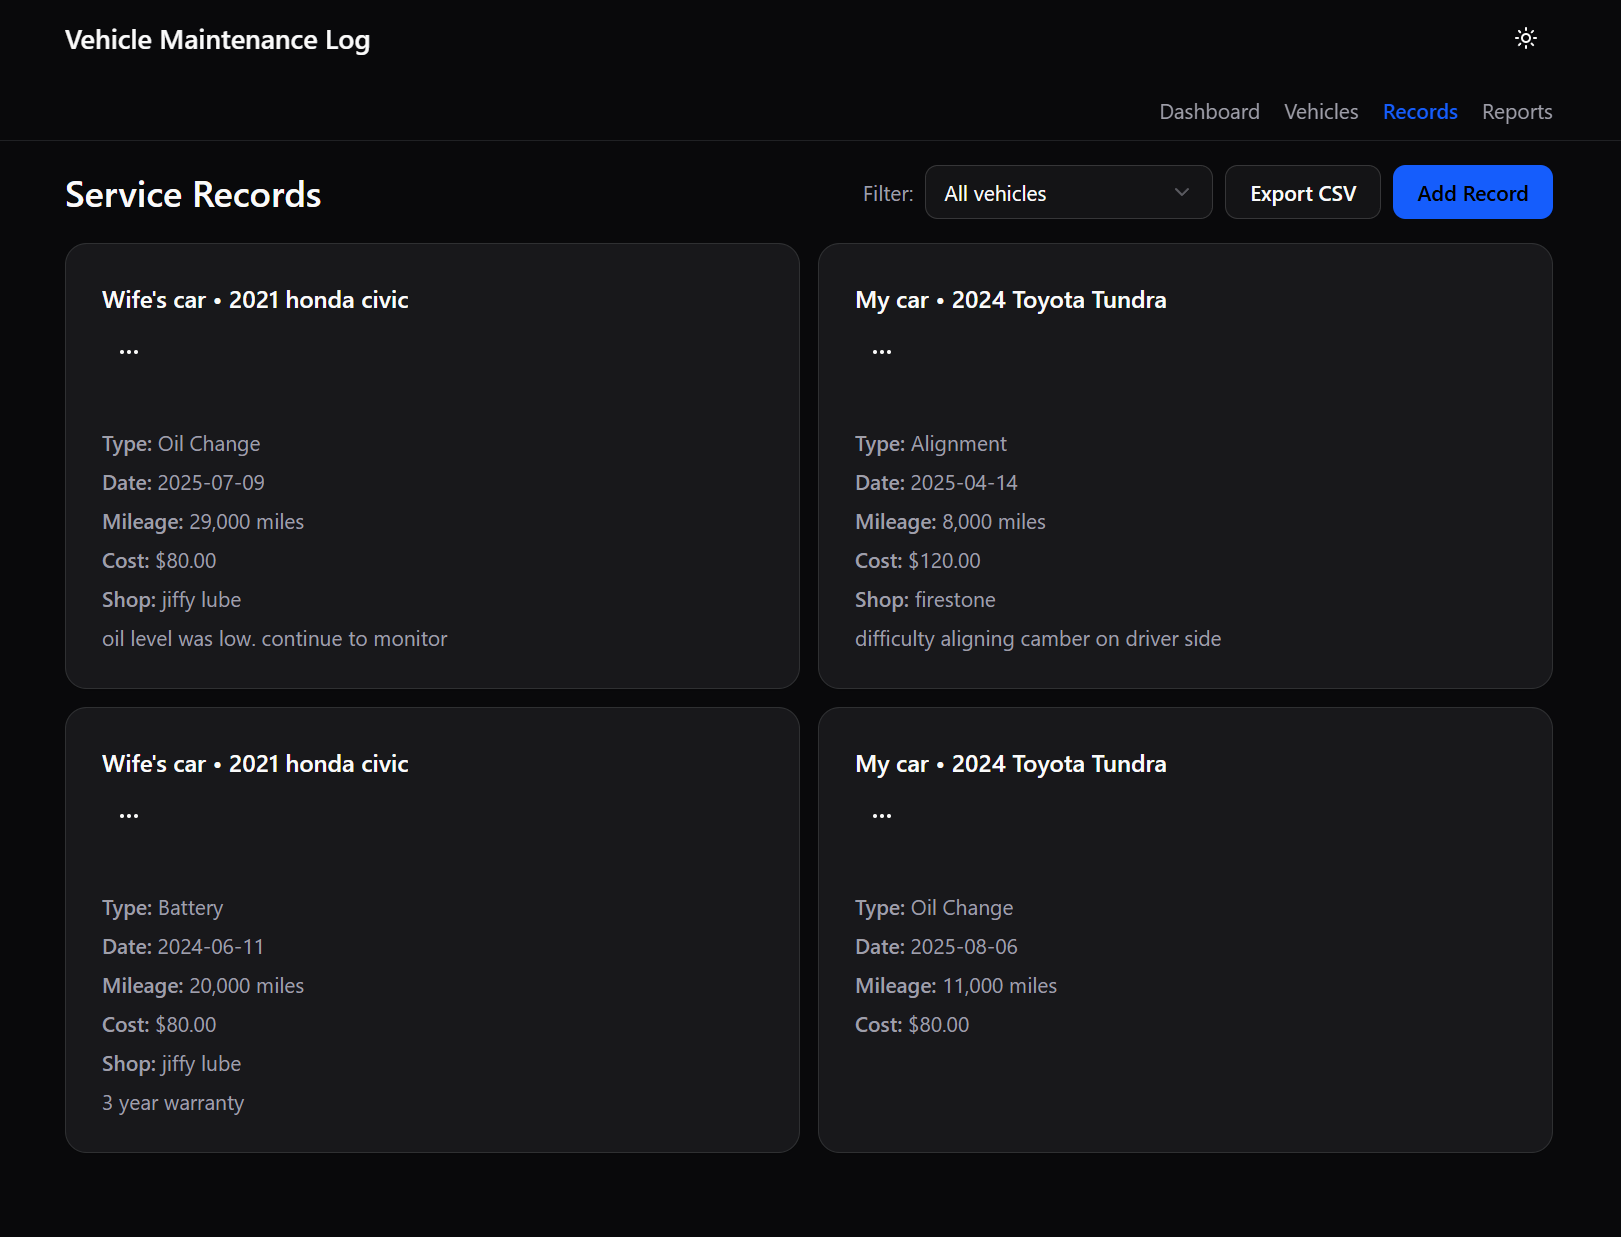 Vehicle Maintenance Log
Dashboard Vehicles Records Reports
Service Records
Filter: All vehicles Export CSV Add Record
Wife's car • 2021 honda civic
...
Type: Oil Change
Date: 2025-07-09
Mileage: 29,000 miles
Cost: $80.00
Shop: jiffy lube
oil level was low. continue to monitor
My car • 2024 Toyota Tundra
...
Type: Alignment
Date: 2025-04-14
Mileage: 8,000 miles
Cost: $120.00
Shop: firestone
difficulty aligning camber on driver side
Wife's car • 2021 honda civic
...
Type: Battery
Date: 2024-06-11
Mileage: 20,000 miles
Cost: $80.00
Shop: jiffy lube
3 year warranty
My car • 2024 Toyota Tundra
...
Type: Oil Change
Date: 2025-08-06
Mileage: 11,000 miles
Cost: $80.00